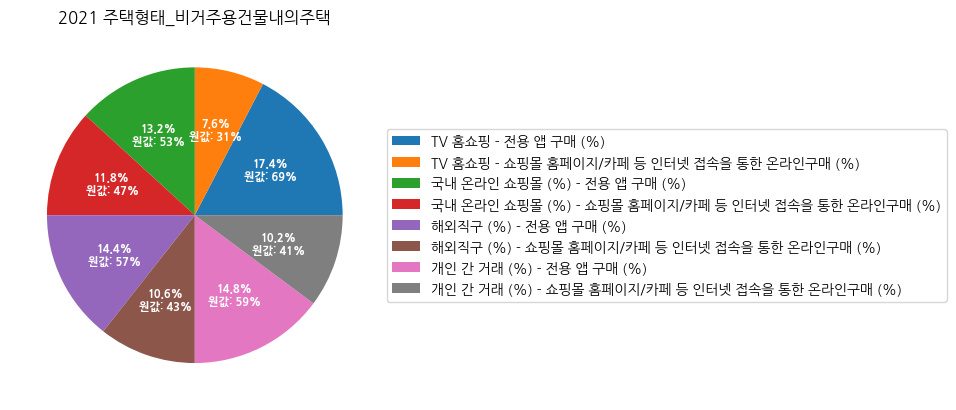 2021 주택형태_비거주용건물내의주택
7.6%
원값: 31%
17.4%
원값: 69%
13.2%
원값: 53%
11.8%
원값: 47%
14.4%
원값: 57%
10.6%
원값: 43%
14.8%
원값: 59%
10.2%
원값: 41%
TV 홈쇼핑 - 전용 앱 구매 (%)
TV 홈쇼핑 - 쇼핑몰 홈페이지/카페 등 인터넷 접속을 통한 온라인구매 (%)
국내 온라인 쇼핑몰 (%) - 전용 앱 구매 (%)
국내 온라인 쇼핑몰 (%) - 쇼핑몰 홈페이지/카페 등 인터넷 접속을 통한 온라인구매 (%)
해외직구 (%) - 전용 앱 구매 (%)
해외직구 (%) - 쇼핑몰 홈페이지/카페 등 인터넷 접속을 통한 온라인구매 (%)
개인 간 거래 (%) - 전용 앱 구매 (%)
개인 간 거래 (%) - 쇼핑몰 홈페이지/카페 등 인터넷 접속을 통한 온라인구매 (%)